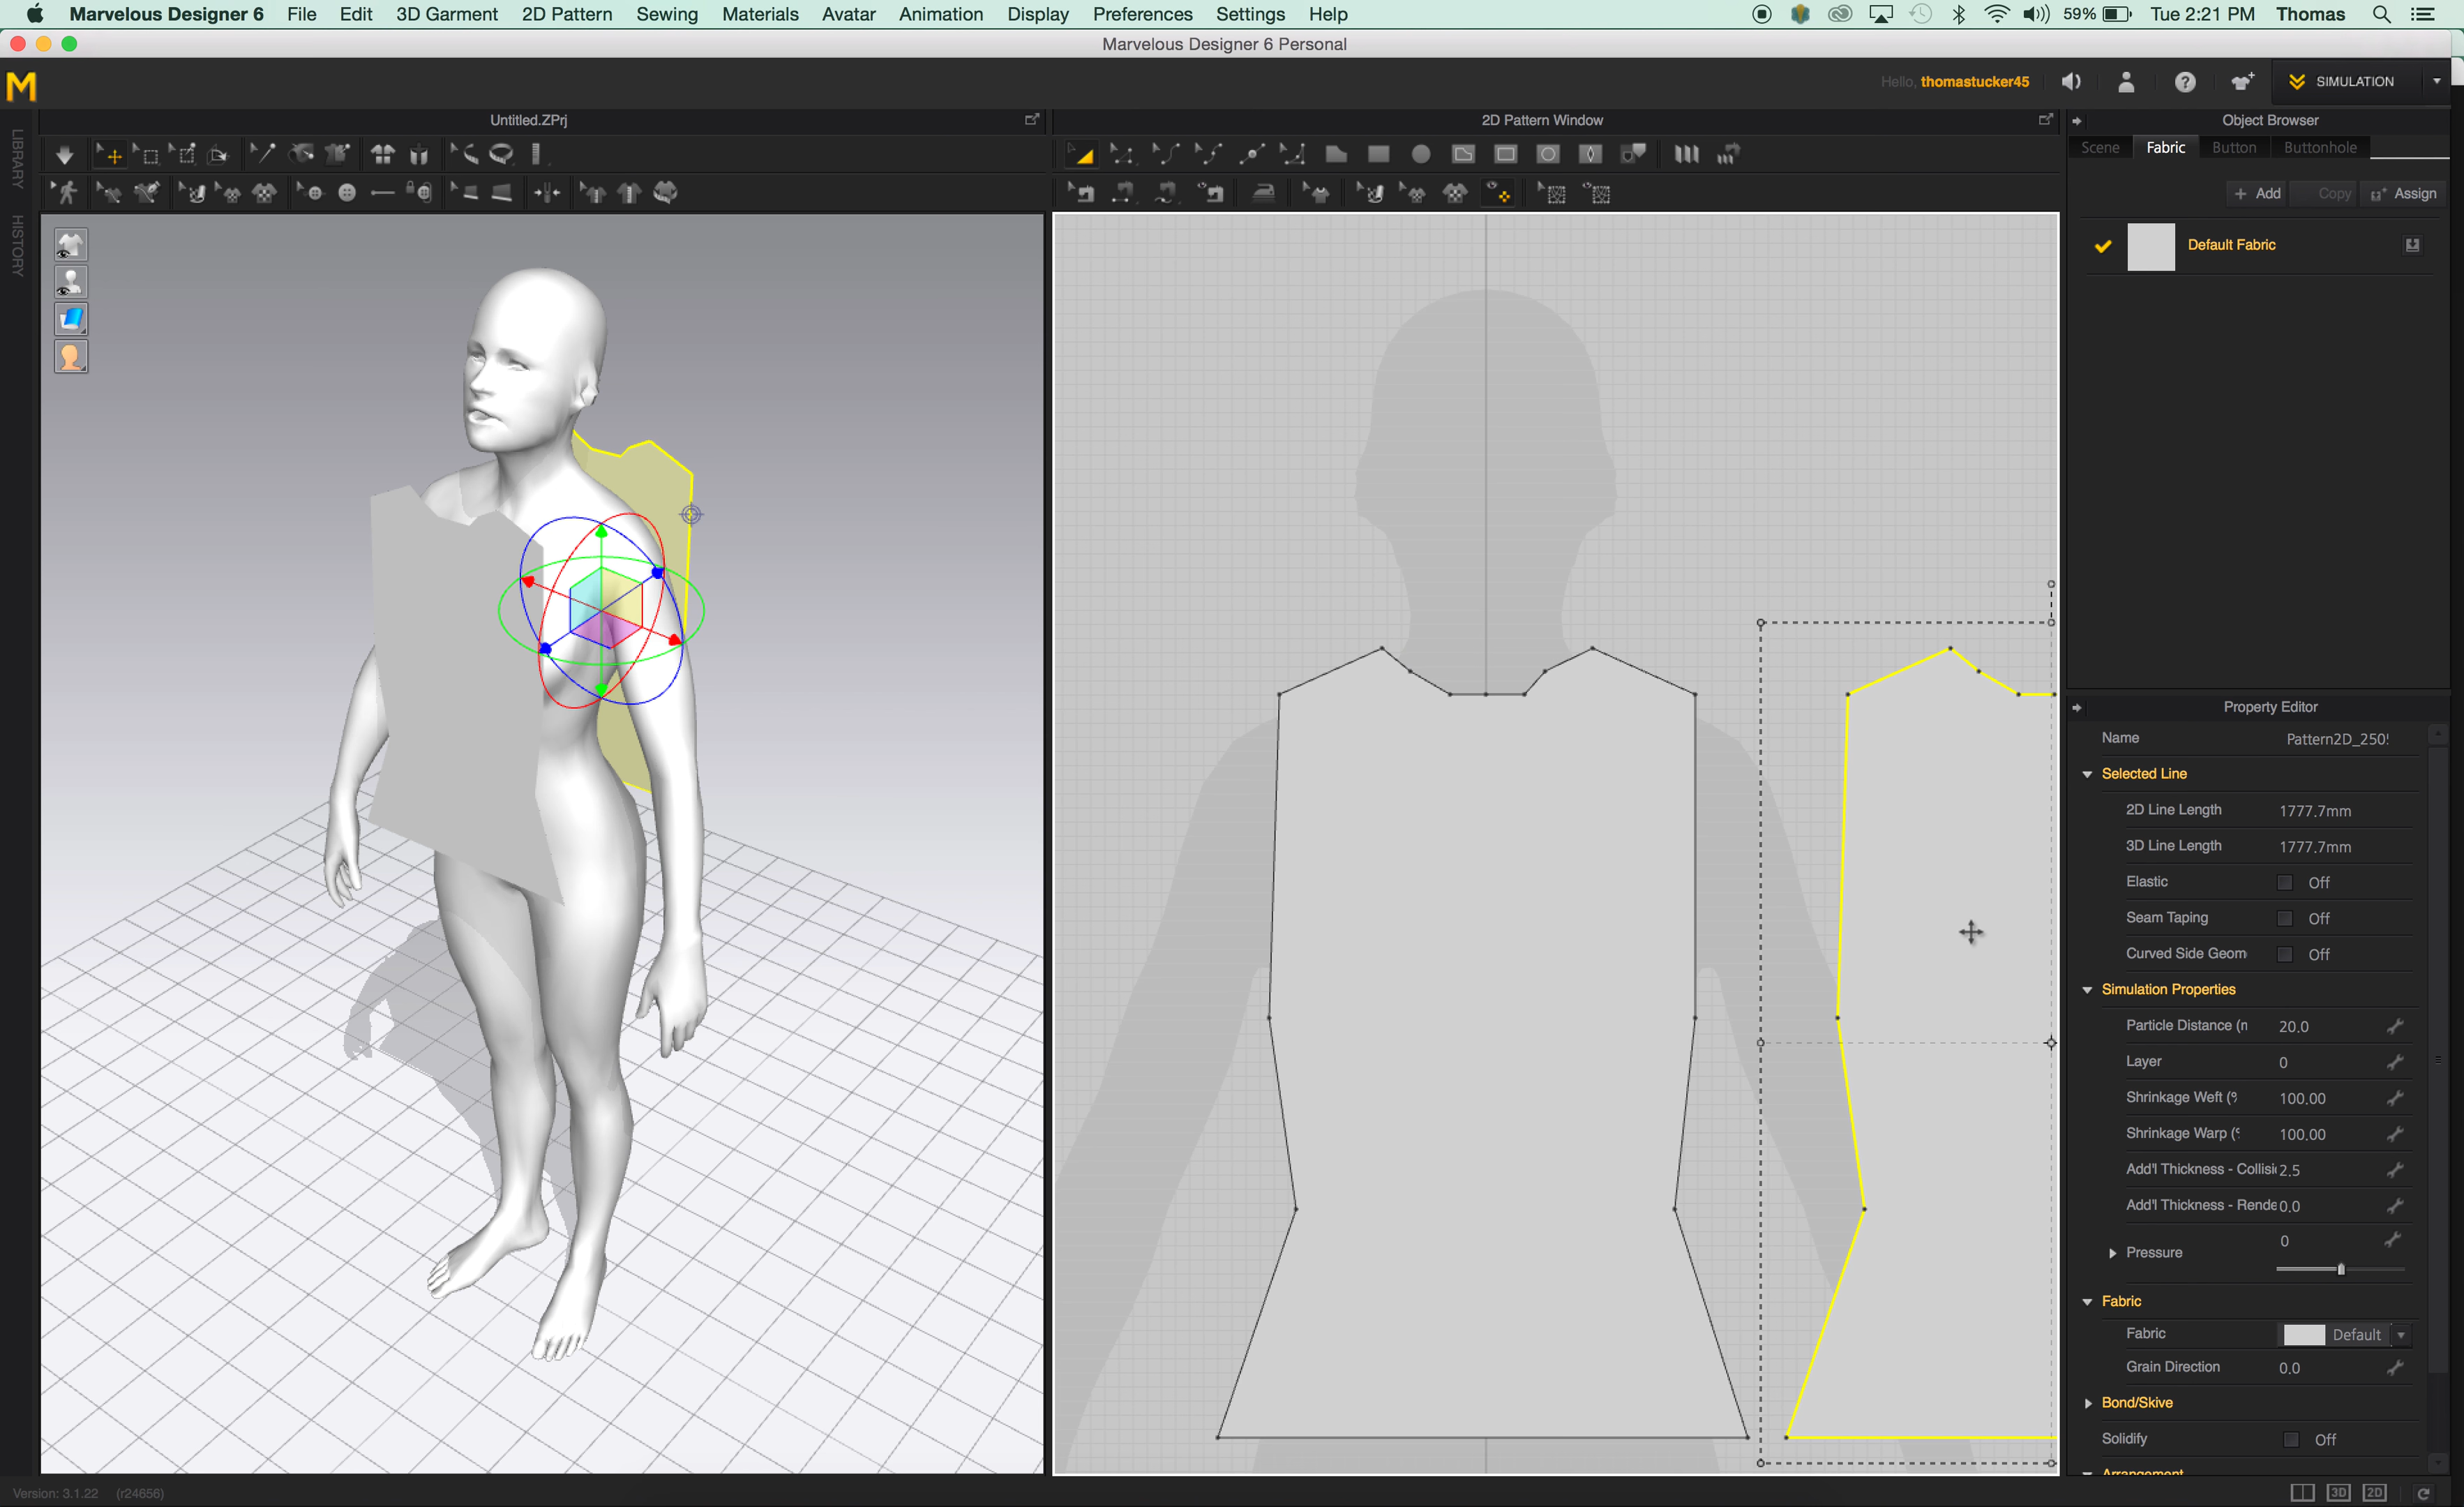 Marvelous Designer 6 File Edit 3D Garment 2D Pattern Sewing Materials Avatar Animation Display Preferences Settings Help 59% Tue 2:21 PM Thomas
Marvelous Designer 6 Personal
M Hello, thomastucker45 ? SIMULATION
LIBRARY
HISTORY
Untitled.ZPrj
2D Pattern Window
Object Browser
Scene Fabric Button Buttonhole
+ Add Copy Assign
Default Fabric
Property Editor
Name Pattern2D_250
Selected Line
2D Line Length 1777.7mm
3D Line Length 1777.7mm
Elastic Off
Seam Taping Off
Curved Side Geom Off
Simulation Properties
Particle Distance (n 20.0
Layer 0
Shrinkage Weft (% 100.00
Shrinkage Warp (% 100.00
Add'l Thickness - Collisi 2.5
Add'l Thickness - Rende 0.0
Pressure 0
Fabric
Fabric Default
Grain Direction 0.0
Bond/Skive
Solidify Off
Arrangement
Version: 3.1.22 (r24656)
3D 2D